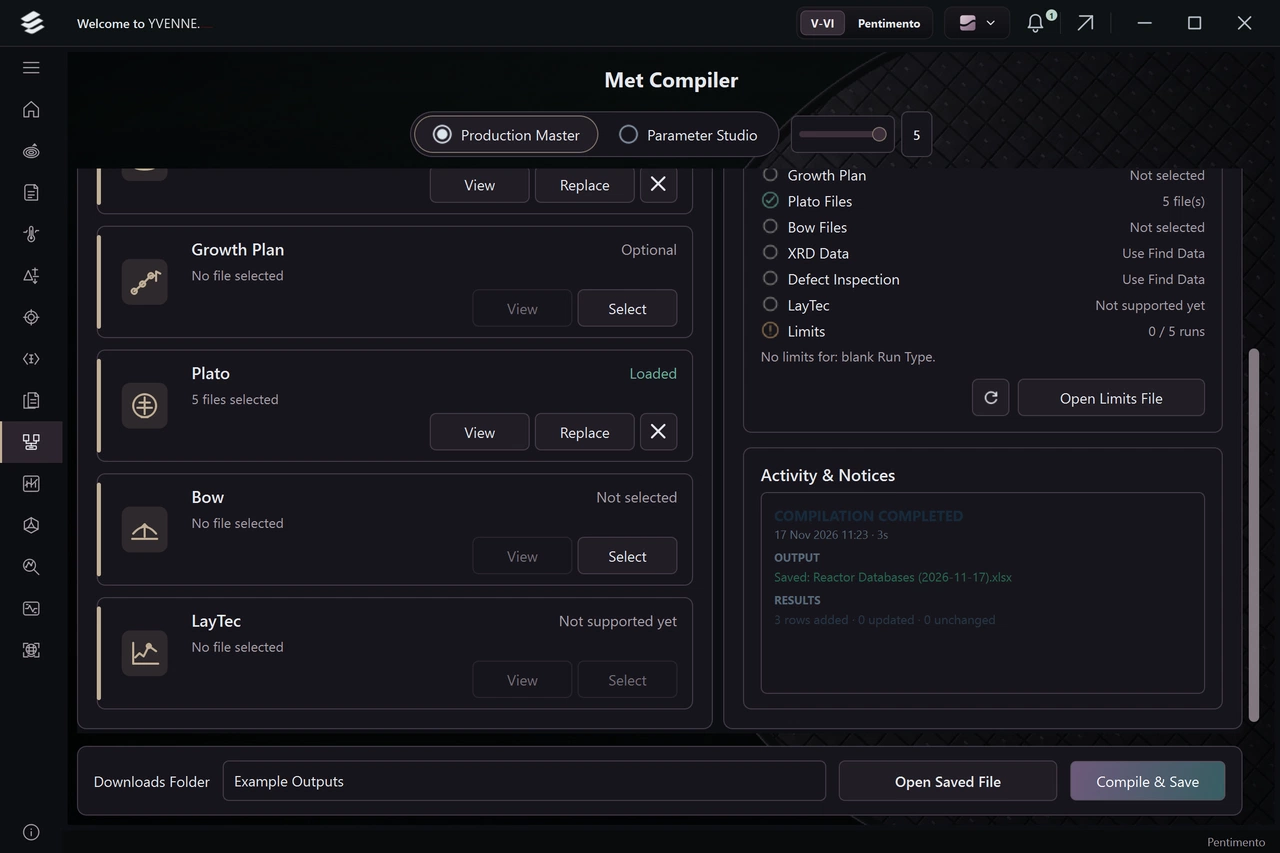 Welcome to YVENNE.
V-VI
Pentimento
1
Met Compiler
Production Master
Parameter Studio
5
View
Replace
Growth Plan
Optional
No file selected
View
Select
Plato
Loaded
5 files selected
View
Replace
Bow
Not selected
No file selected
View
Select
LayTec
Not supported yet
No file selected
View
Select
Growth Plan
Not selected
Plato Files
5 file(s)
Bow Files
Not selected
XRD Data
Use Find Data
Defect Inspection
Use Find Data
LayTec
Not supported yet
Limits
0 / 5 runs
No limits for: blank Run Type.
Open Limits File
Activity & Notices
COMPILATION COMPLETED
17 Nov 2026 11:23 · 3s
OUTPUT
Saved: Reactor Databases (2026-11-17).xlsx
RESULTS
3 rows added · 0 updated · 0 unchanged
Downloads Folder
Example Outputs
Open Saved File
Compile & Save
Pentimento